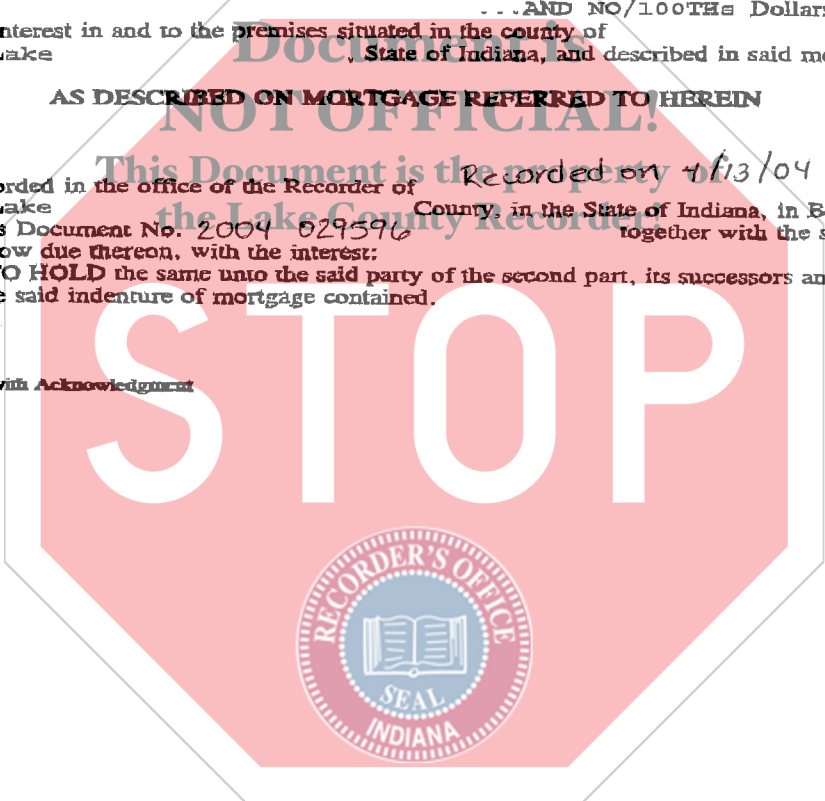 ...AND NO/100THs Dollars
nterest in and to the premises situated in the county of
ake , State of Indiana, and described in said mo
AS DESCRIBED ON MORTGAGE REFERRED TO HEREIN
Document is
NOT OFFICIAL!
This Document is the property of
the Lake County Recorder!
Recorded on 4/13/04
orded in the office of the Recorder of
ake County, in the State of Indiana, in B
s Document No. 2004 029596 together with the s
ow due thereon, with the interest:
O HOLD the same unto the said party of the second part, its successors an
e said indenture of mortgage contained.
with Acknowledgment
STOP
RECORDER'S OFFICE
SEAL
INDIANA